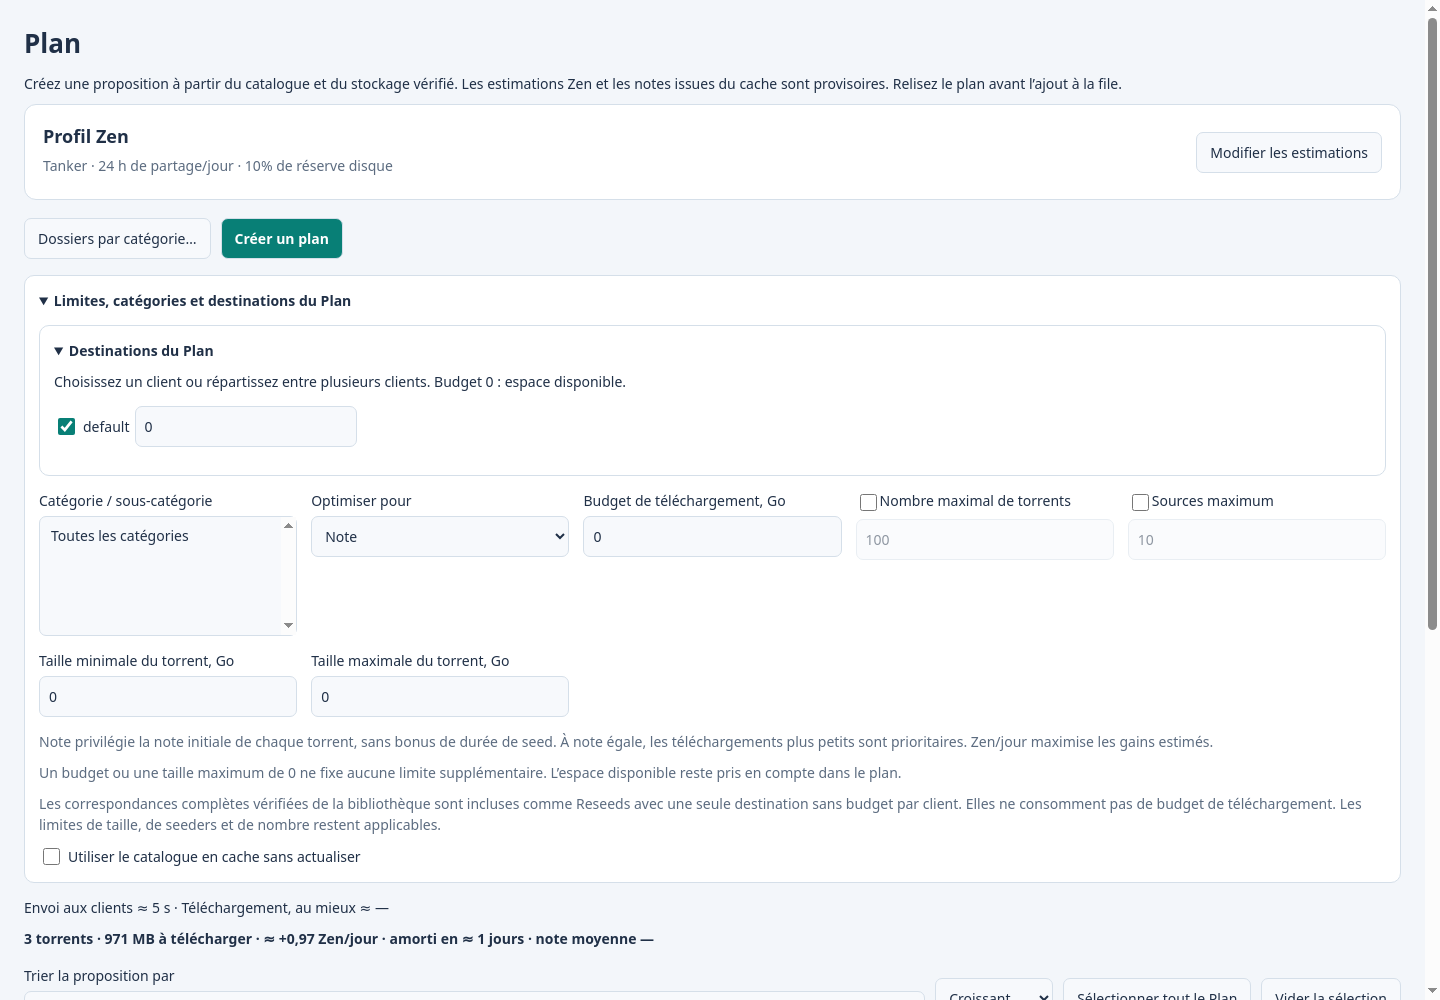 Plan
Créez une proposition à partir du catalogue et du stockage vérifié. Les estimations Zen et les notes issues du cache sont provisoires. Relisez le plan avant l’ajout à la file.
Profil Zen
Tanker · 24 h de partage/jour · 10% de réserve disque
Modifier les estimations
Dossiers par catégorie…
Créer un plan
Limites, catégories et destinations du Plan
Destinations du Plan
Choisissez un client ou répartissez entre plusieurs clients. Budget 0 : espace disponible.
default
0
Catégorie / sous-catégorie
Optimiser pour
Budget de téléchargement, Go
Nombre maximal de torrents
Sources maximum
Toutes les catégories
Note
0
100
10
Taille minimale du torrent, Go
Taille maximale du torrent, Go
0
0
Note privilégie la note initiale de chaque torrent, sans bonus de durée de seed. À note égale, les téléchargements plus petits sont prioritaires. Zen/jour maximise les gains estimés.
Un budget ou une taille maximum de 0 ne fixe aucune limite supplémentaire. L’espace disponible reste pris en compte dans le plan.
Les correspondances complètes vérifiées de la bibliothèque sont incluses comme Reseeds avec une seule destination sans budget par client. Elles ne consomment pas de budget de téléchargement. Les
limites de taille, de seeders et de nombre restent applicables.
Utiliser le catalogue en cache sans actualiser
Envoi aux clients ≈ 5 s · Téléchargement, au mieux ≈ —
3 torrents · 971 MB à télécharger · ≈ +0,97 Zen/jour · amorti en ≈ 1 jours · note moyenne —
Trier la proposition par
Croissant
Sélectionner tout le Plan
Vider la sélection